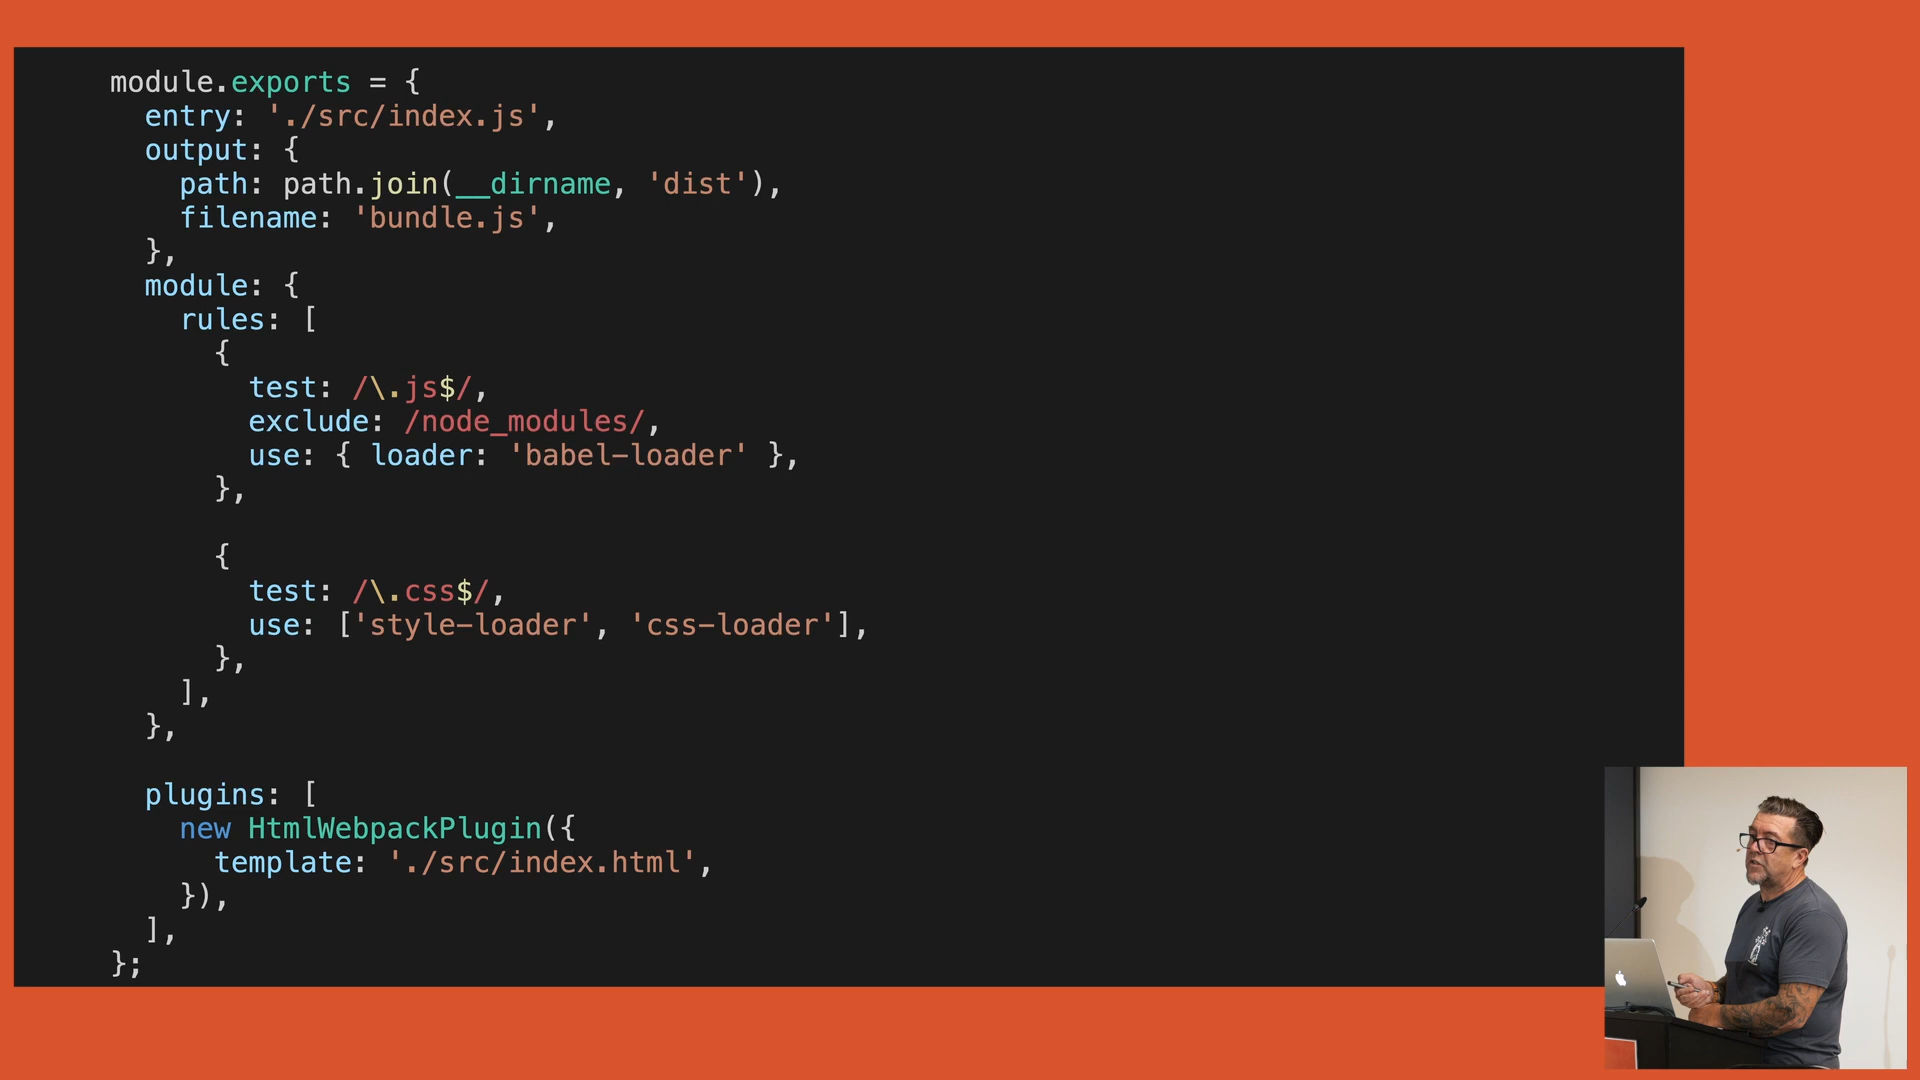 module.exports = {
  entry: './src/index.js',
  output: {
    path: path.join(__dirname, 'dist'),
    filename: 'bundle.js',
  },
  module: {
    rules: [
      {
        test: /\.js$/,
        exclude: /node_modules/,
        use: { loader: 'babel-loader' },
      },
      {
        test: /\.css$/,
        use: ['style-loader', 'css-loader'],
      },
    ],
  },
  plugins: [
    new HtmlWebpackPlugin({
      template: './src/index.html',
    }),
  ],
};